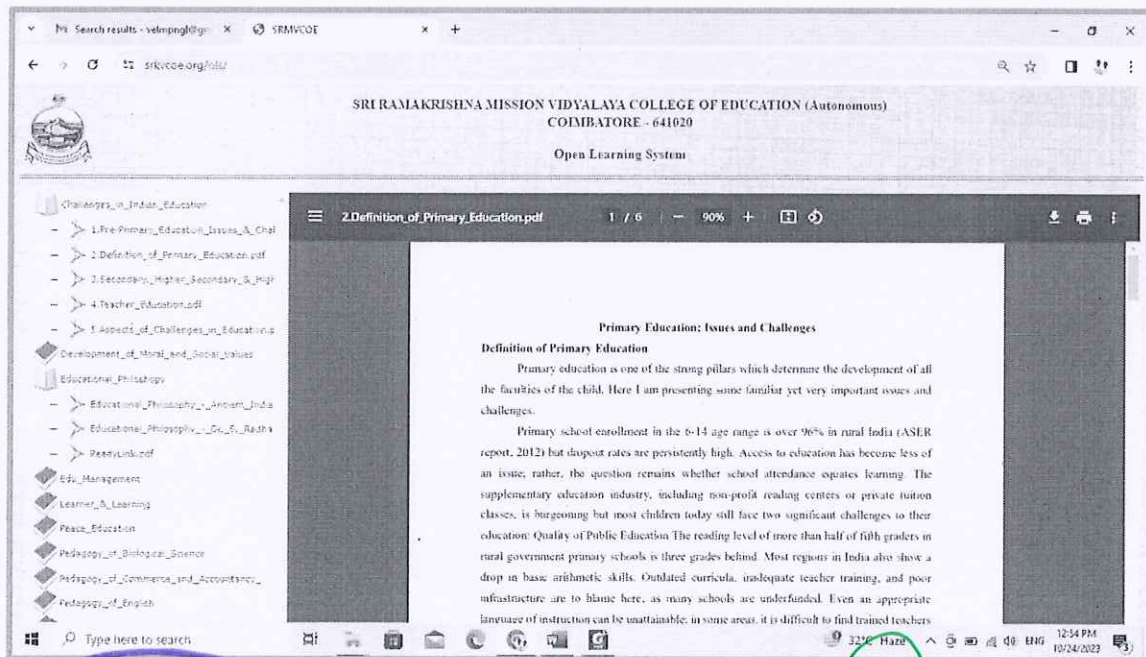 Search results - velmpngl@g
SRMVCOE
srkvcoe.org/ols/
SRI RAMAKRISHNA MISSION VIDYALAYA COLLEGE OF EDUCATION (Autonomous)
COIMBATORE - 641020
Open Learning System
Challenges_in_Indian_Education
1.Pre-Primary_Education_Issues_&_Chal
2.Definition_of_Primary_Education.pdf
3.Secondary,_Higher_Secondary_&_High
4.Teacher_Education.pdf
5.Aspects_of_Challenges_in_Education.p
Development_of_Moral_and_Social_Values
Educational_Philoshopy
Educational_Philosophy_-_Ancient_India
Educational_Philosophy_-_Dr._S._Radha
ReadyLink.pdf
Edu_Management
Learner_&_Learning
Peace_Education
Pedagogy_of_Biological_Science
Pedagogy_of_Commerce_and_Accountancy_
Pedagogy_of_English
2.Definition_of_Primary_Education.pdf 1 / 6 90%
Primary Education: Issues and Challenges
Definition of Primary Education
Primary education is one of the strong pillars which determine the development of all
the faculties of the child. Here I am presenting some familiar yet very important issues and
challenges.
Primary school enrollment in the 6-14 age range is over 96% in rural India (ASER
report, 2012) but dropout rates are persistently high. Access to education has become less of
an issue; rather, the question remains whether school attendance equates learning. The
supplementary education industry, including non-profit reading centers or private tuition
classes, is burgeoning but most children today still face two significant challenges to their
education: Quality of Public Education The reading level of more than half of fifth graders in
rural government primary schools is three grades behind. Most regions in India also show a
drop in basic arithmetic skills. Outdated curricula, inadequate teacher training, and poor
infrastructure are to blame here, as many schools are underfunded. Even an appropriate
language of instruction can be unattainable; in some areas, it is difficult to find trained teachers
Type here to search
32°C Haze
ENG
12:54 PM
10/24/2023